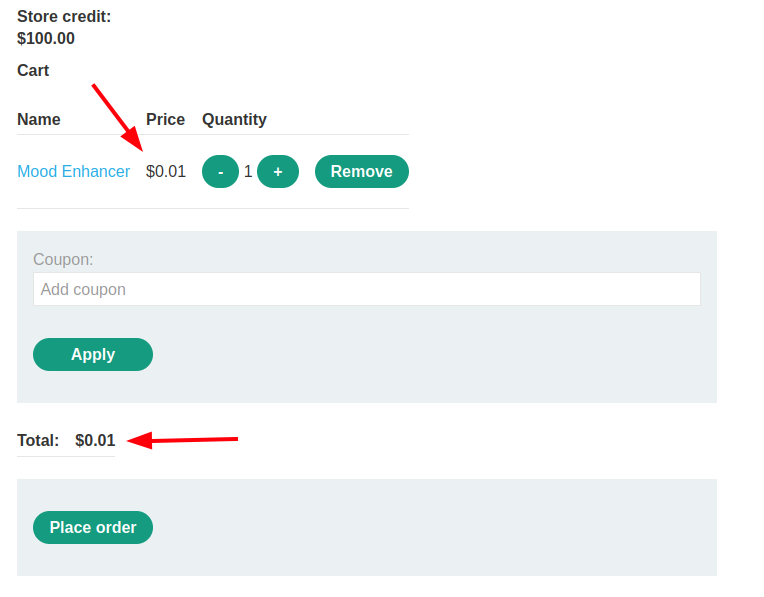 Store credit:
$100.00
Cart
Name Price Quantity
Mood Enhancer $0.01 - 1 + Remove
Coupon:
Add coupon
Apply
Total: $0.01
Place order